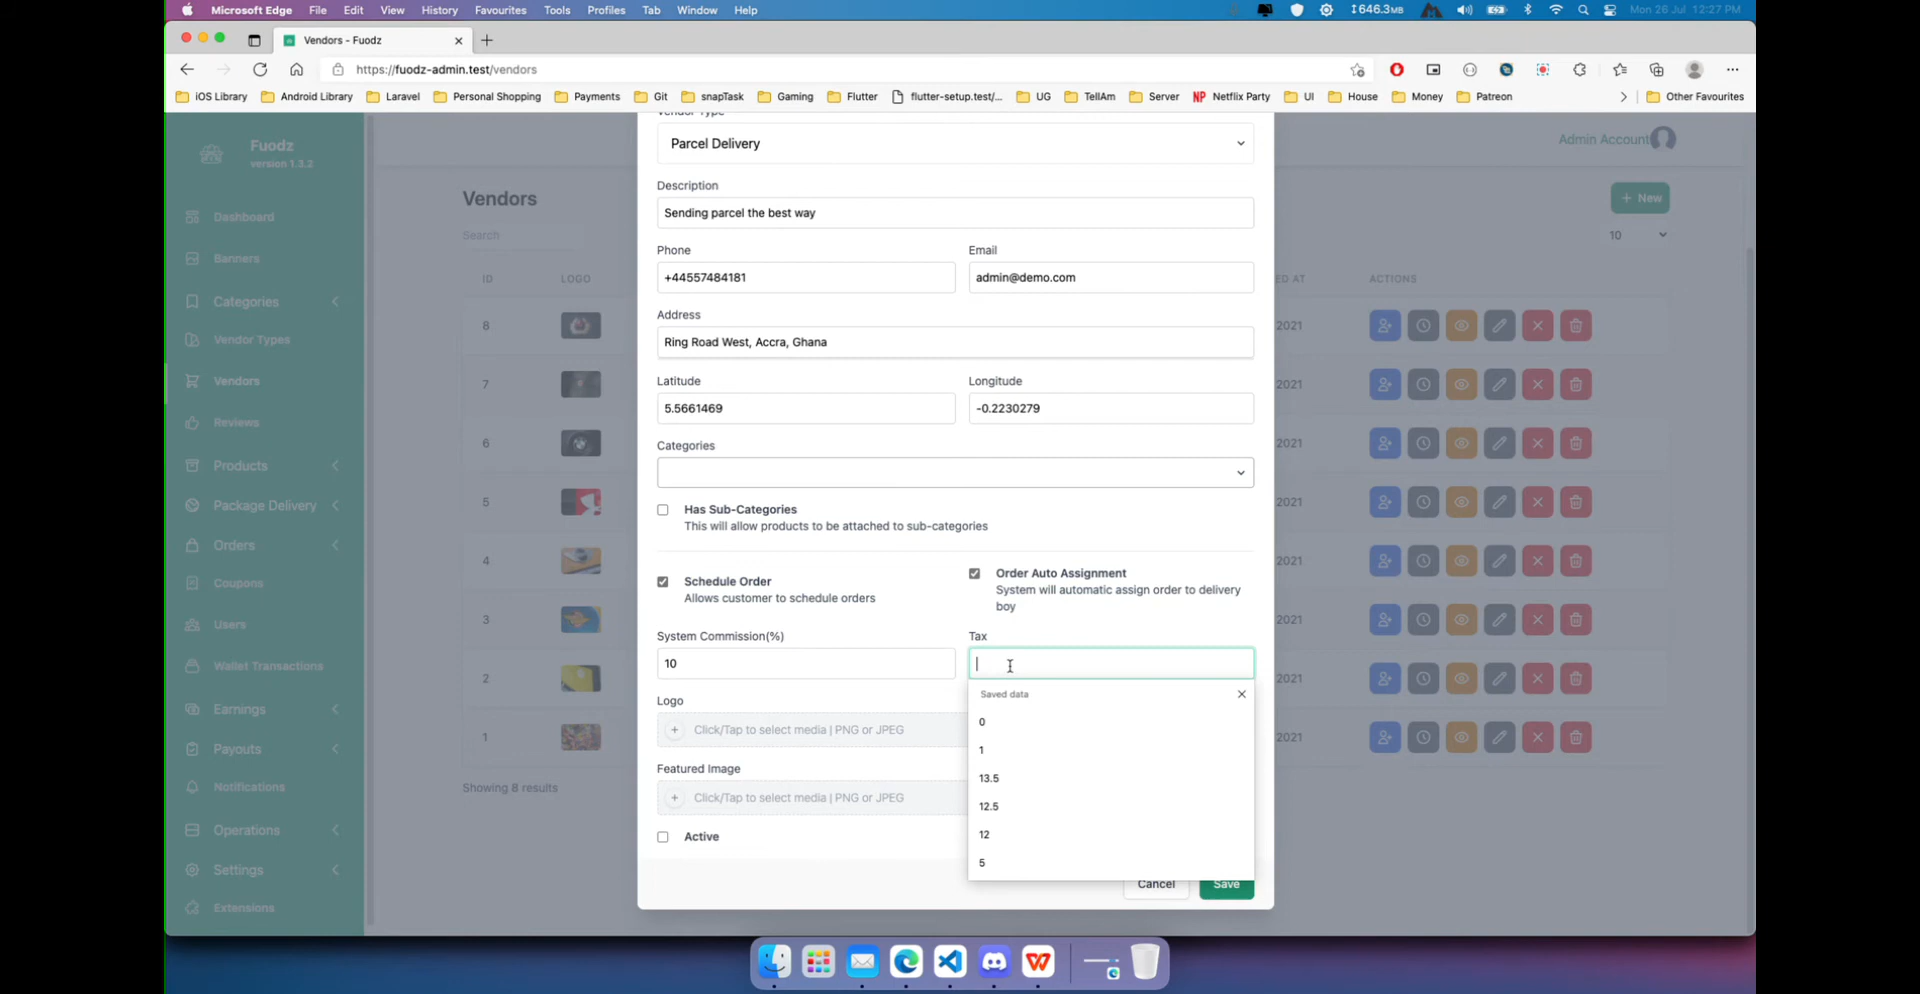 Microsoft Edge File Edit View History Favourites Tools Profiles Tab Window Help
646.3MB Mon 26 Jul 12:27 PM
Vendors - Fuodz
https://fuodz-admin.test/vendors
iOS Library Android Library Laravel Personal Shopping Payments Git snapTask Gaming Flutter flutter-setup.test/... UG TellAm Server NP Netflix Party UI House Money Patreon Other Favourites
Fuodz
version 1.3.2
Dashboard
Banners
Categories
Vendor Types
Vendors
Reviews
Products
Package Delivery
Orders
Coupons
Users
Wallet Transactions
Earnings
Payouts
Notifications
Operations
Settings
Extensions
Admin Account
Vendors
+ New
Search
10
ID LOGO ED AT ACTIONS
8 2021
7 2021
6 2021
5 2021
4 2021
3 2021
2 2021
1 2021
Showing 8 results
Vendor Type
Parcel Delivery
Description
Sending parcel the best way
Phone Email
+44557484181 admin@demo.com
Address
Ring Road West, Accra, Ghana
Latitude Longitude
5.5661469 -0.2230279
Categories
Has Sub-Categories
This will allow products to be attached to sub-categories
Schedule Order
Allows customer to schedule orders
Order Auto Assignment
System will automatic assign order to delivery
boy
System Commission(%) Tax
10
Saved data
0
1
13.5
12.5
12
5
Logo
+ Click/Tap to select media | PNG or JPEG
Featured Image
+ Click/Tap to select media | PNG or JPEG
Active
Cancel Save